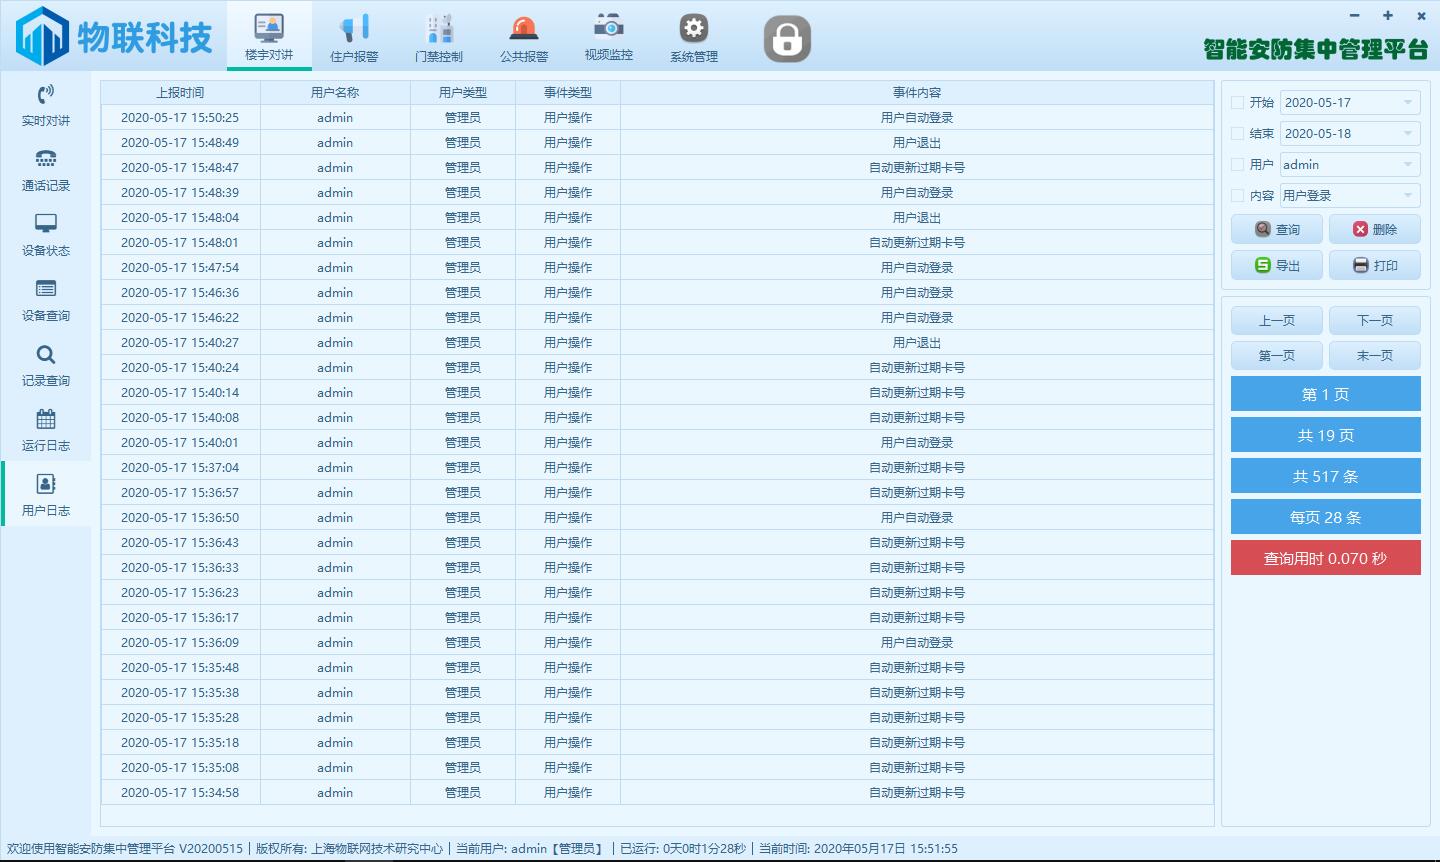 物联科技
楼宇对讲 住户报警 门禁控制 公共报警 视频监控 系统管理
智能安防集中管理平台
实时对讲
通话记录
设备状态
设备查询
记录查询
运行日志
用户日志
上报时间 用户名称 用户类型 事件类型 事件内容
2020-05-17 15:50:25 admin 管理员 用户操作 用户自动登录
2020-05-17 15:48:49 admin 管理员 用户操作 用户退出
2020-05-17 15:48:47 admin 管理员 用户操作 自动更新过期卡号
2020-05-17 15:48:39 admin 管理员 用户操作 用户自动登录
2020-05-17 15:48:04 admin 管理员 用户操作 用户退出
2020-05-17 15:48:01 admin 管理员 用户操作 自动更新过期卡号
2020-05-17 15:47:54 admin 管理员 用户操作 用户自动登录
2020-05-17 15:46:36 admin 管理员 用户操作 用户自动登录
2020-05-17 15:46:22 admin 管理员 用户操作 用户自动登录
2020-05-17 15:40:27 admin 管理员 用户操作 用户退出
2020-05-17 15:40:24 admin 管理员 用户操作 自动更新过期卡号
2020-05-17 15:40:14 admin 管理员 用户操作 自动更新过期卡号
2020-05-17 15:40:08 admin 管理员 用户操作 自动更新过期卡号
2020-05-17 15:40:01 admin 管理员 用户操作 用户自动登录
2020-05-17 15:37:04 admin 管理员 用户操作 自动更新过期卡号
2020-05-17 15:36:57 admin 管理员 用户操作 自动更新过期卡号
2020-05-17 15:36:50 admin 管理员 用户操作 用户自动登录
2020-05-17 15:36:43 admin 管理员 用户操作 自动更新过期卡号
2020-05-17 15:36:33 admin 管理员 用户操作 自动更新过期卡号
2020-05-17 15:36:23 admin 管理员 用户操作 自动更新过期卡号
2020-05-17 15:36:17 admin 管理员 用户操作 自动更新过期卡号
2020-05-17 15:36:09 admin 管理员 用户操作 用户自动登录
2020-05-17 15:35:48 admin 管理员 用户操作 自动更新过期卡号
2020-05-17 15:35:38 admin 管理员 用户操作 自动更新过期卡号
2020-05-17 15:35:28 admin 管理员 用户操作 自动更新过期卡号
2020-05-17 15:35:18 admin 管理员 用户操作 自动更新过期卡号
2020-05-17 15:35:08 admin 管理员 用户操作 自动更新过期卡号
2020-05-17 15:34:58 admin 管理员 用户操作 自动更新过期卡号
开始 2020-05-17
结束 2020-05-18
用户 admin
内容 用户登录
查询 删除
导出 打印
上一页 下一页
第一页 末一页
第 1 页
共 19 页
共 517 条
每页 28 条
查询用时 0.070 秒
欢迎使用智能安防集中管理平台 V20200515 | 版权所有: 上海物联网技术研究中心 | 当前用户: admin【管理员】 | 已运行: 0天0时1分28秒 | 当前时间: 2020年05月17日 15:51:55